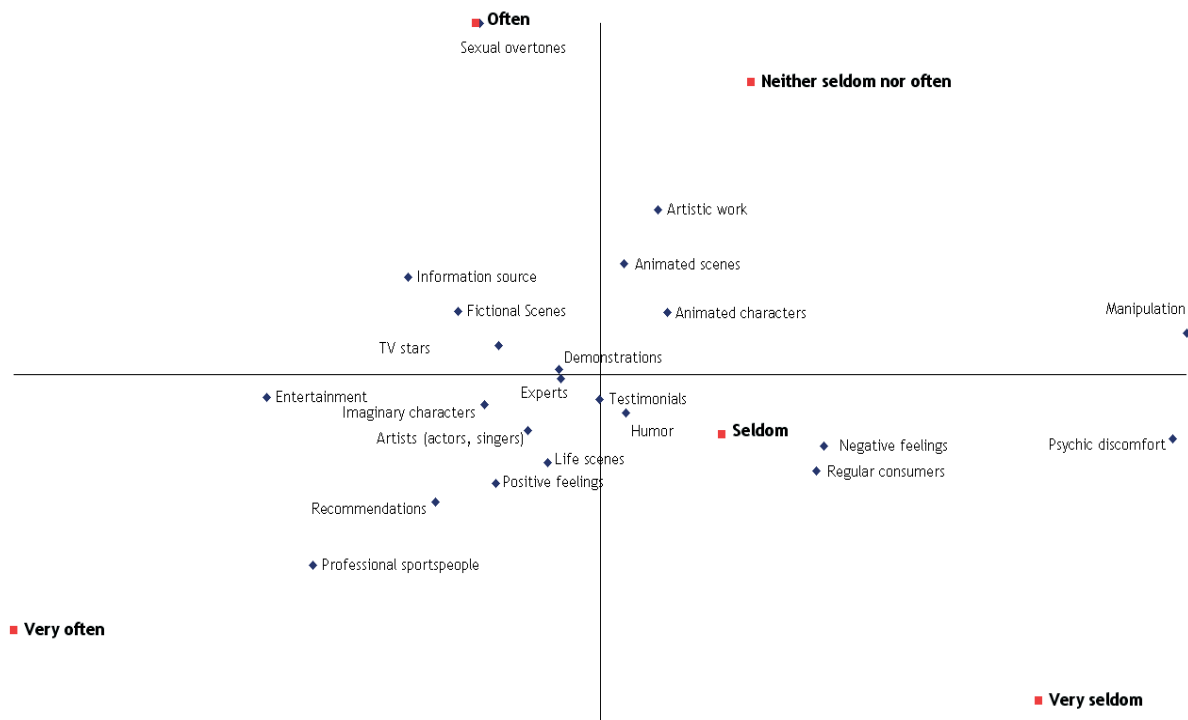 Often
Sexual overtones
Neither seldom nor often
Artistic work
Animated scenes
Information source
Manipulation
Fictional Scenes
Animated characters
TV stars
Demonstrations
Experts
Entertainment
Testimonials
Imaginary characters
Humor
Seldom
Artists (actors, singers)
Negative feelings
Psychic discomfort
Life scenes
Regular consumers
Positive feelings
Recommendations
Professional sportspeople
Very often
Very seldom